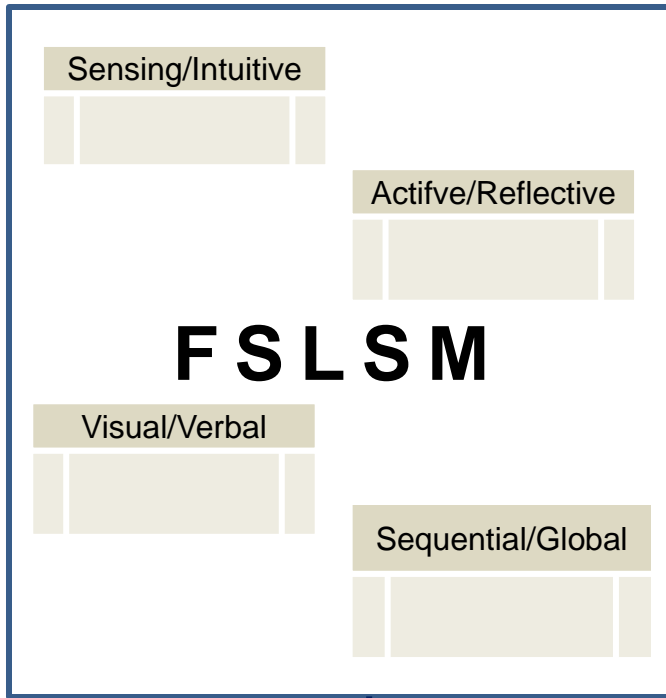 Sensing/Intuitive
Actifve/Reflective
F S L S M
Visual/Verbal
Sequential/Global